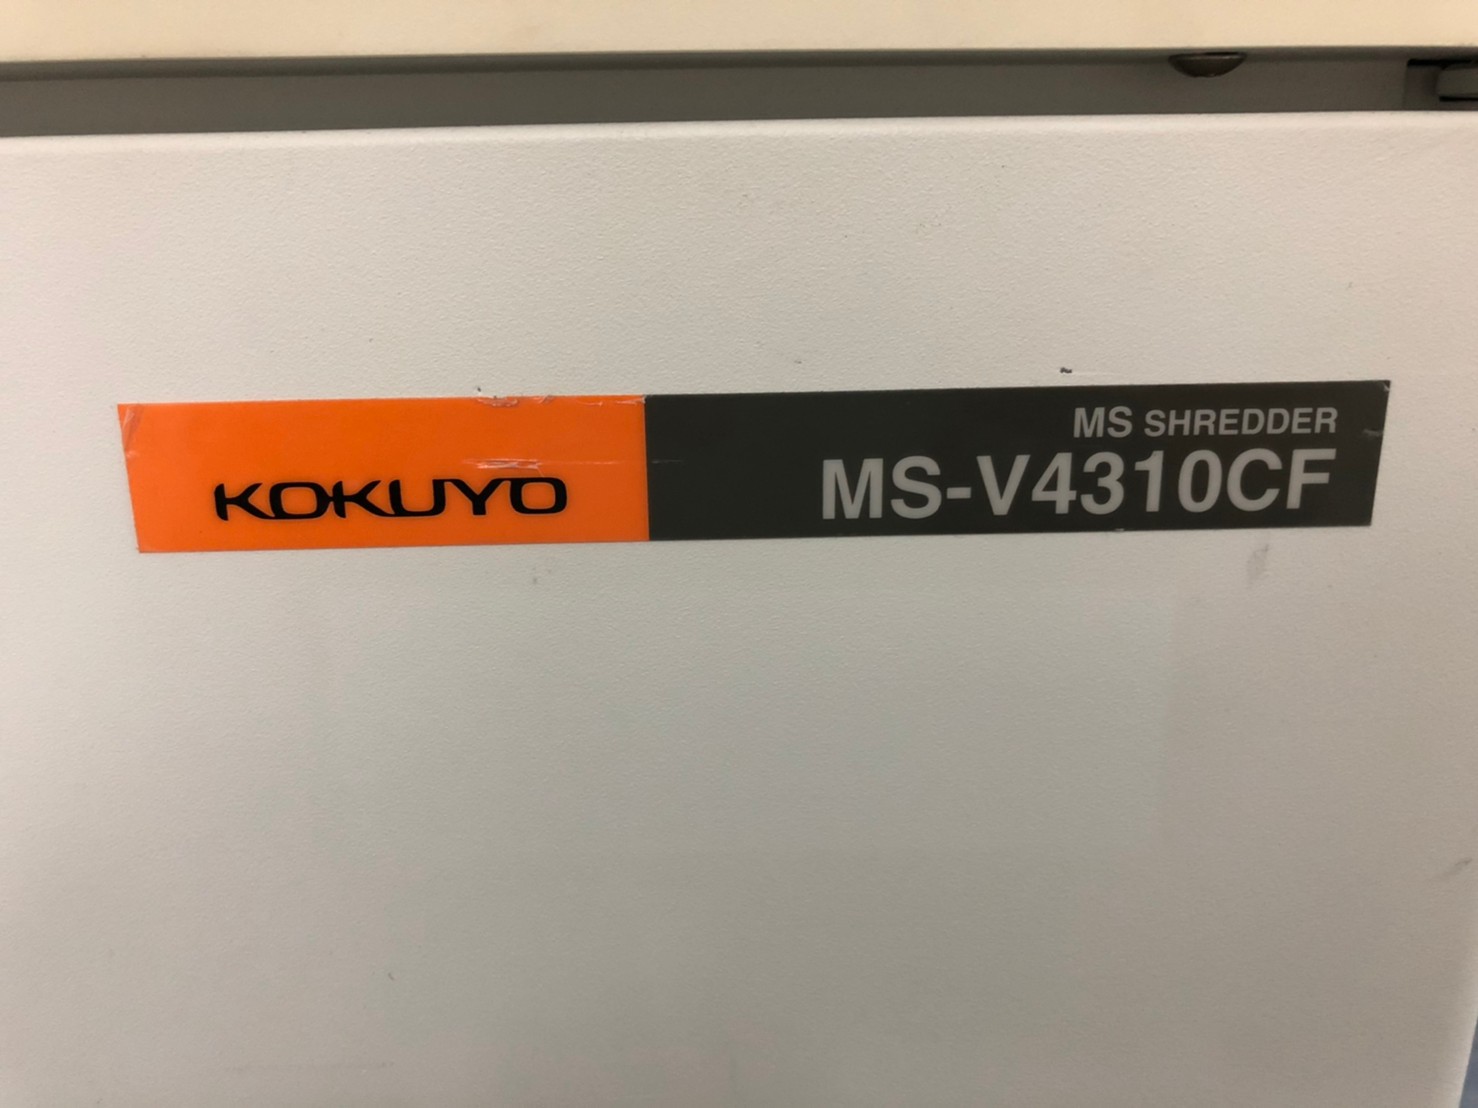 KOKUYO
MS SHREDDER
MS-V4310CF